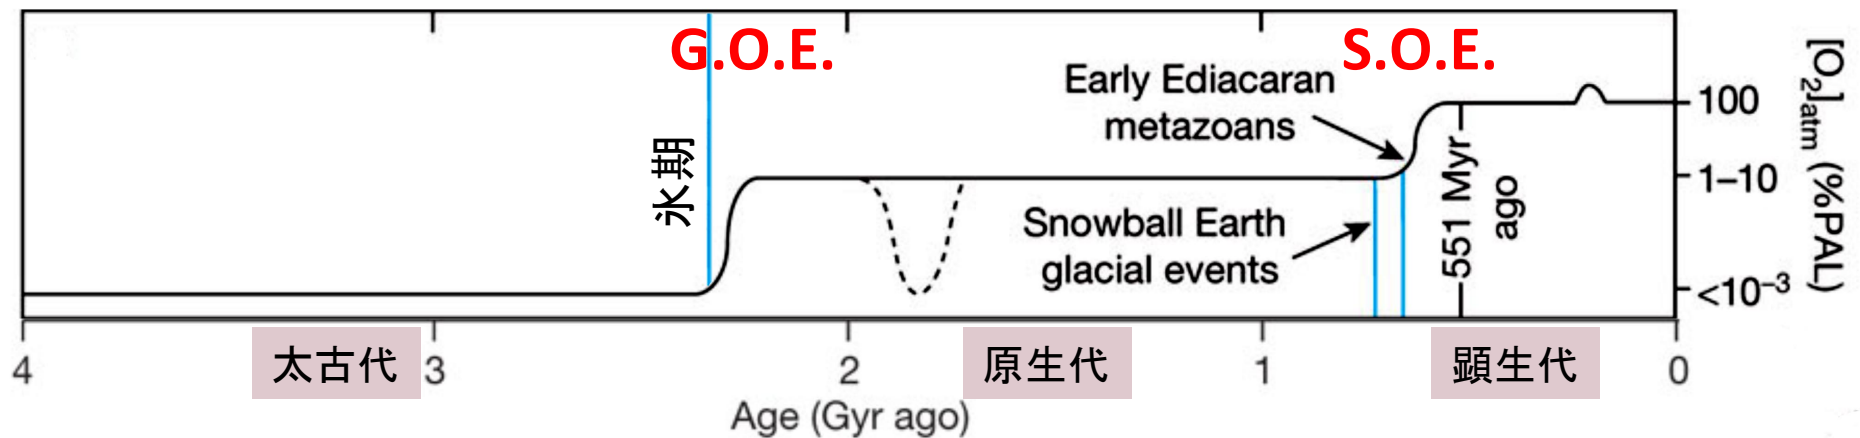 G.O.E.
S.O.E.
Early Ediacaran
metazoans
氷期
Snowball Earth
glacial events
551 Myr
ago
100
1–10
<10⁻³
[O₂]atm (%PAL)
4
太古代
3
2
原生代
1
顕生代
0
Age (Gyr ago)